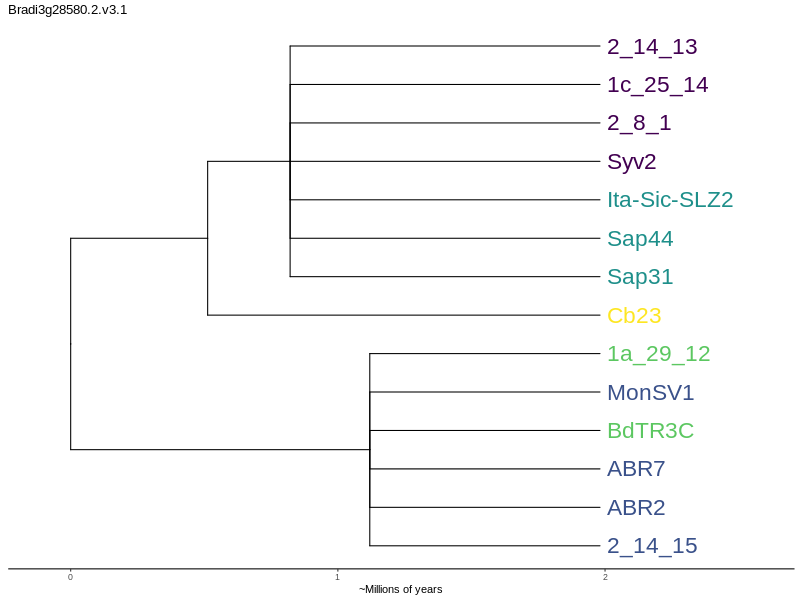 Bradi3g28580.2.v3.1
2_14_13
1c_25_14
2_8_1
Syv2
Ita-Sic-SLZ2
Sap44
Sap31
Cb23
1a_29_12
MonSV1
BdTR3C
ABR7
ABR2
2_14_15
0 1 2
~Millions of years